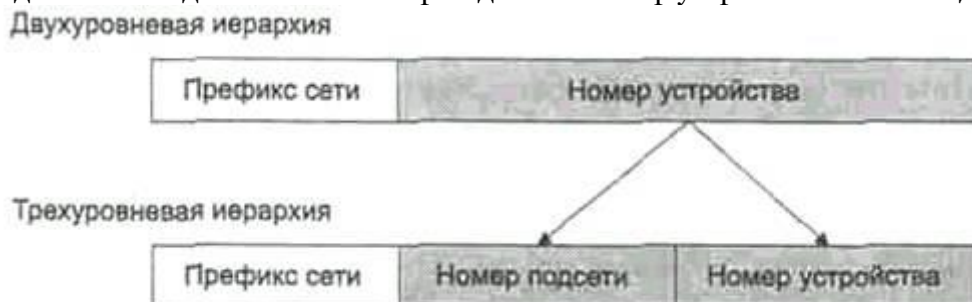 Двухуровневая иерархия
Префикс сети Номер устройства
Трехуровневая иерархия
Префикс сети Номер подсети Номер устройства